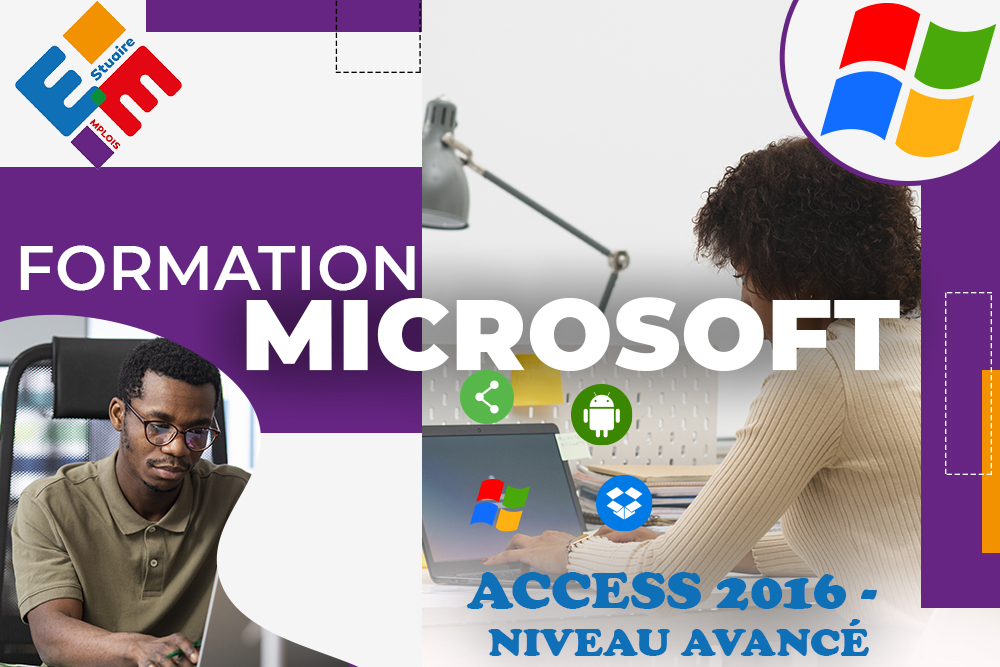 Stuaire
MPLOIS
FORMATION
MICROSOFT
ACCESS 2016 -
NIVEAU AVANCÉ